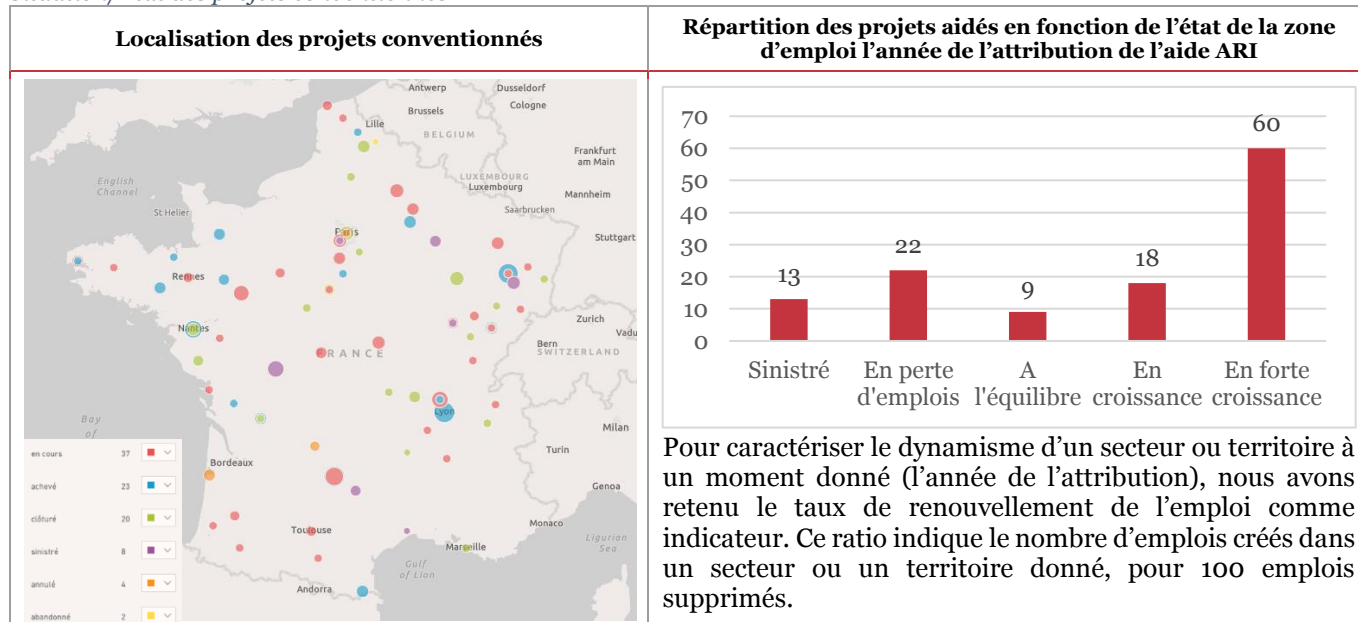 Localisation des projets conventionnés
Répartition des projets aidés en fonction de l’état de la zone
d’emploi l’année de l’attribution de l’aide ARI
Antwerp
Dusseldorf
Cologne
Brussels
Lille
BELGIUM
Frankfurt
am Main
English
Channel
LUXEMBOURG
Luxembourg
Mannheim
St Helier
Saarbrucken
Paris
Stuttgart
Rennes
Zurich
Nantes
Vadu
Bern
SWITZERLAND
FRANCE
Lyon
Bay
of
Milan
Turin
Bordeaux
Genoa
Monaco
Toulouse
Ligurian
Sea
Marseille
Gulf
of Lion
Andorra
en cours 37
achevé 23
clôturé 20
sinistré 8
annulé 4
abandonné 2
70
60
50
40
30
20
10
0
13
22
9
18
60
Sinistré
En perte
d'emplois
A
l'équilibre
En
croissance
En forte
croissance
Pour caractériser le dynamisme d’un secteur ou territoire à
un moment donné (l’année de l’attribution), nous avons
retenu le taux de renouvellement de l’emploi comme
indicateur. Ce ratio indique le nombre d’emplois créés dans
un secteur ou un territoire donné, pour 100 emplois
supprimés.